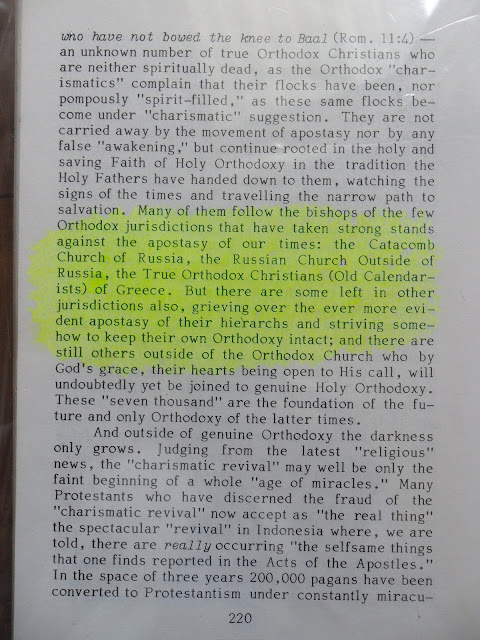 who have not bowed the knee to Baal (Rom. 11:4) —
an unknown number of true Orthodox Christians who
are neither spiritually dead, as the Orthodox "char-
ismatics" complain that their flocks have been, nor
pompously "spirit-filled," as these same flocks be-
come under "charismatic" suggestion. They are not
carried away by the movement of apostasy nor by any
false "awakening," but continue rooted in the holy and
saving Faith of Holy Orthodoxy in the tradition the
Holy Fathers have handed down to them, watching the
signs of the times and travelling the narrow path to
salvation. Many of them follow the bishops of the few
Orthodox jurisdictions that have taken strong stands
against the apostasy of our times: the Catacomb
Church of Russia, the Russian Church Outside of
Russia, the True Orthodox Christians (Old Calendar-
ists) of Greece. But there are some left in other
jurisdictions also, grieving over the ever more evi-
dent apostasy of their hierarchs and striving some-
how to keep their own Orthodoxy intact; and there are
still others outside of the Orthodox Church who by
God's grace, their hearts being open to His call, will
undoubtedly yet be joined to genuine Holy Orthodoxy.
These "seven thousand" are the foundation of the fu-
ture and only Orthodoxy of the latter times.
And outside of genuine Orthodoxy the darkness
only grows. Judging from the latest "religious"
news, the "charismatic revival" may well be only the
faint beginning of a whole "age of miracles." Many
Protestants who have discerned the fraud of the
"charismatic revival" now accept as "the real thing"
the spectacular "revival" in Indonesia where, we are
told, there are really occurring "the selfsame things
that one finds reported in the Acts of the Apostles."
In the space of three years 200,000 pagans have been
converted to Protestantism under constantly miracu-
220